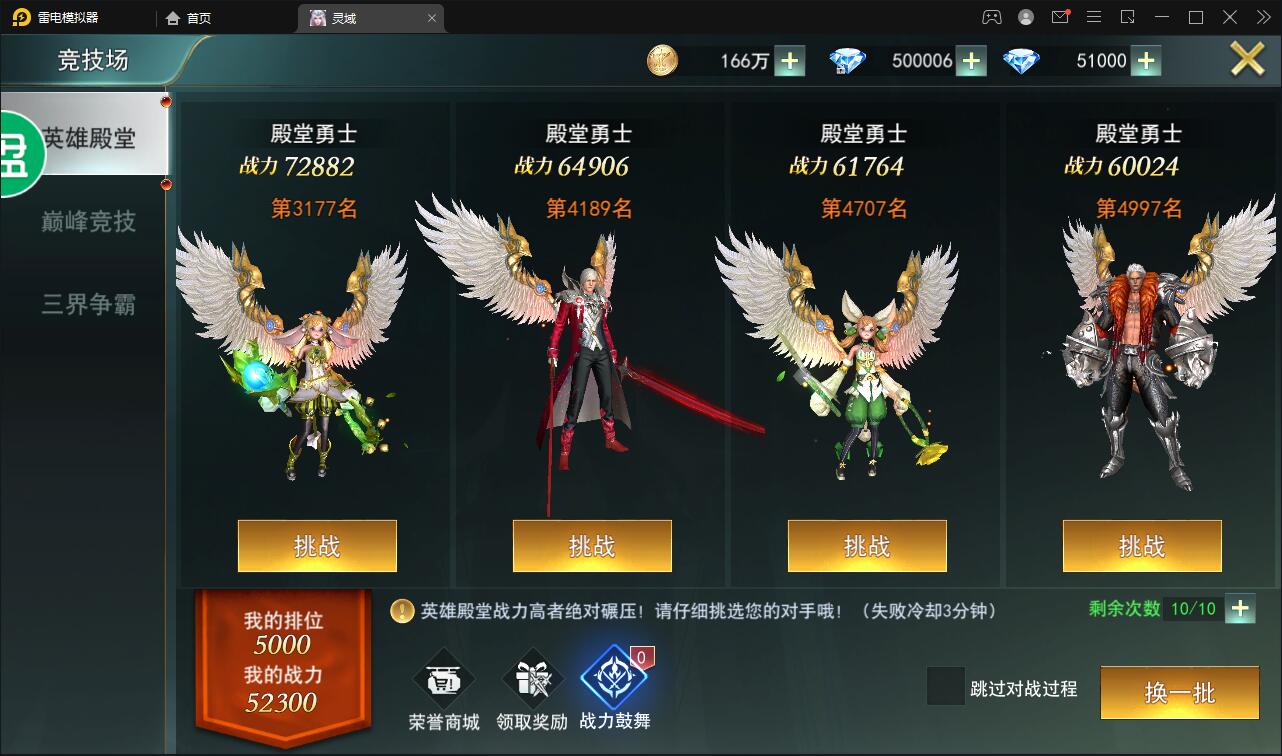 雷电模拟器
首页
灵域
竞技场
166万
500006
51000
英雄殿堂
巅峰竞技
三界争霸
盘
殿堂勇士
战力 72882
第3177名
挑战
殿堂勇士
战力 64906
第4189名
挑战
殿堂勇士
战力 61764
第4707名
挑战
殿堂勇士
战力 60024
第4997名
挑战
我的排位
5000
我的战力
52300
英雄殿堂战力高者绝对碾压！请仔细挑选您的对手哦！（失败冷却3分钟）
剩余次数 10/10
荣誉商城
领取奖励
0
战力鼓舞
跳过对战过程
换一批